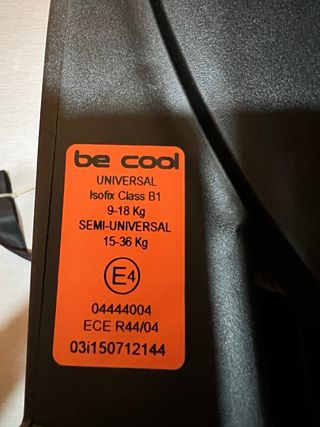 be cool
UNIVERSAL
Isofix Class B1
9-18 Kg
SEMI-UNIVERSAL
15-36 Kg
E4
04444004
ECE R44/04
03i150712144